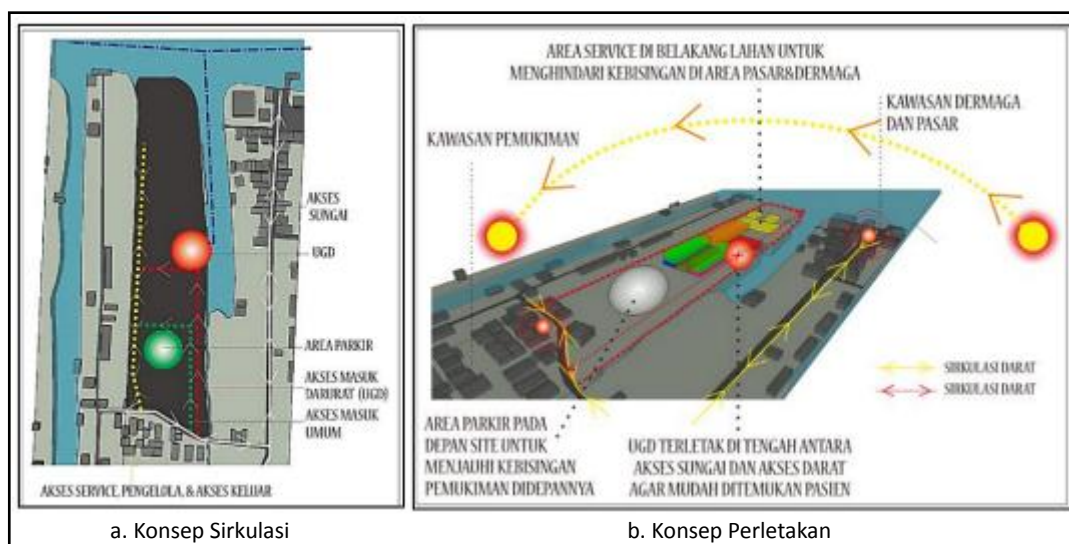 AKSES
SUNGAI
UGD
AREA PARKIR
AKSES MASUK
DARURAT (UGD)
AKSES MASUK
UMUM
AKSES SERVICE, PENGELOLA, & AKSES KELUAR
a. Konsep Sirkulasi
AREA SERVICE DI BELAKANG LAHAN UNTUK
MENGHINDARI KEBISINGAN DI AREA PASAR&DERMAGA
KAWASAN PEMUKIMAN
KAWASAN DERMAGA
DAN PASAR
SIRKULASI DARAT
SIRKULASI DARAT
AREA PARKIR PADA
DEPAN SITE UNTUK
MENJAUHI KEBISINGAN
PEMUKIMAN DIDEPANNYA
UGD TERLETAK DI TENGAH ANTARA
AKSES SUNGAI DAN AKSES DARAT
AGAR MUDAH DITEMUKAN PASIEN
b. Konsep Perletakan